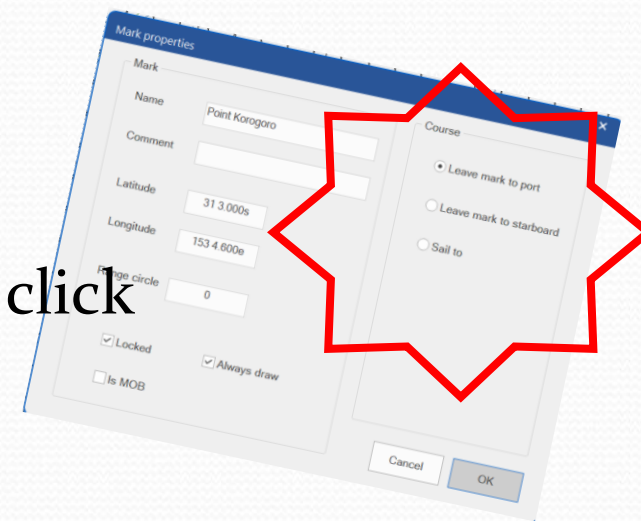 Mark properties
Mark
Name Point Korogoro
Comment
Latitude 31 3.000s
Longitude 153 4.600e
Range circle 0
Locked Always draw
Is MOB
Course
Leave mark to port
Leave mark to starboard
Sail to
Cancel OK
click